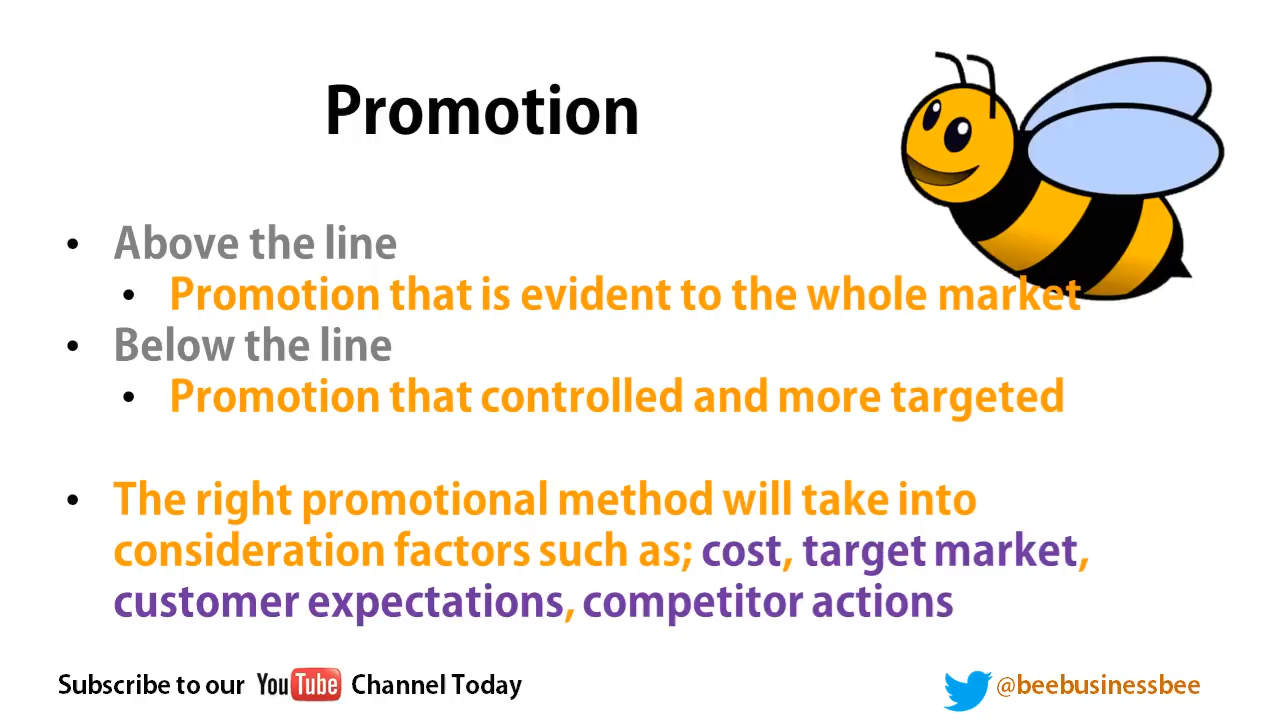 Promotion
• Above the line
• Promotion that is evident to the whole market
• Below the line
• Promotion that controlled and more targeted
• The right promotional method will take into
consideration factors such as; cost, target market,
customer expectations, competitor actions
Subscribe to our YouTube Channel Today
@beebusinessbee